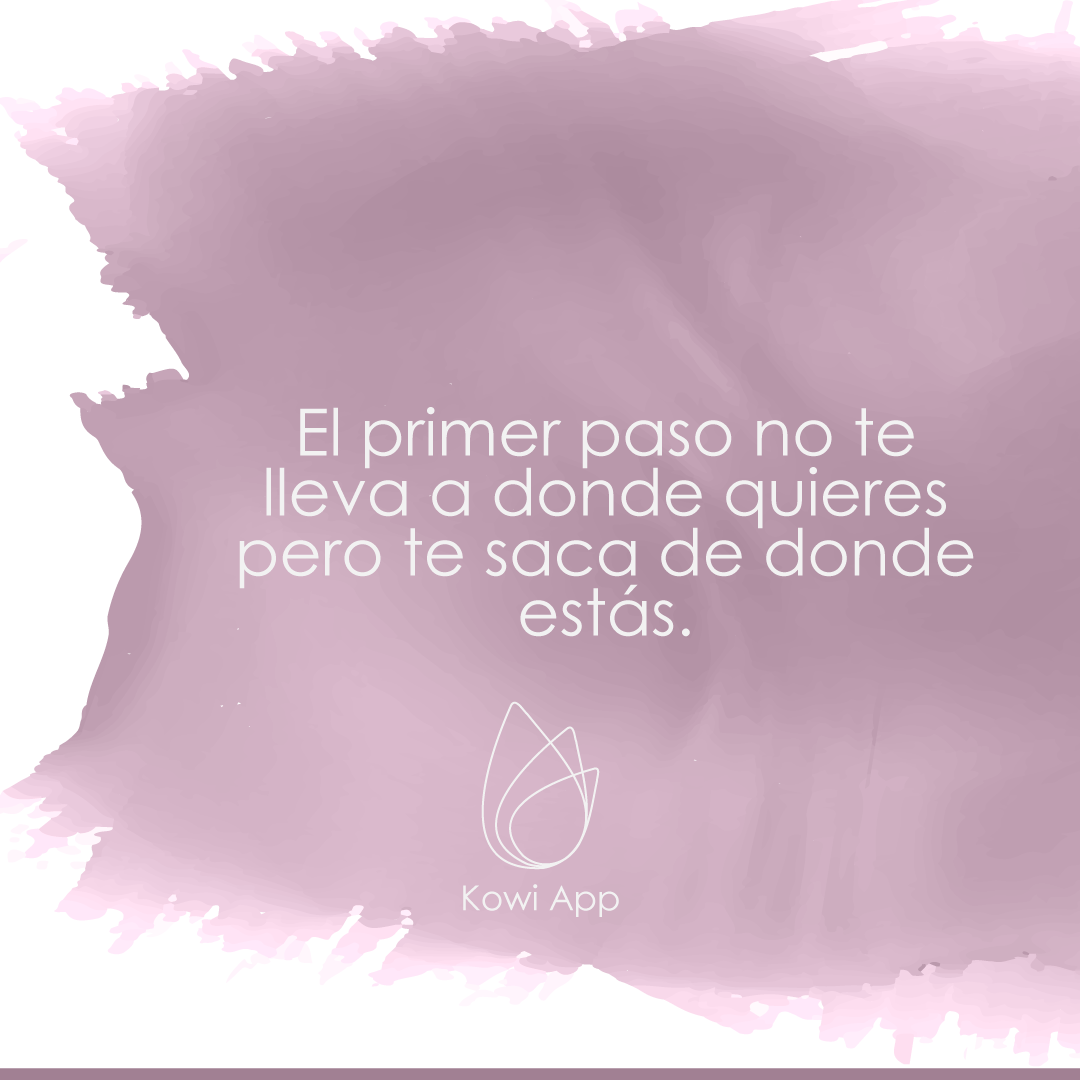 El primer paso no te
lleva a donde quieres
pero te saca de donde
estás.
Kowi App